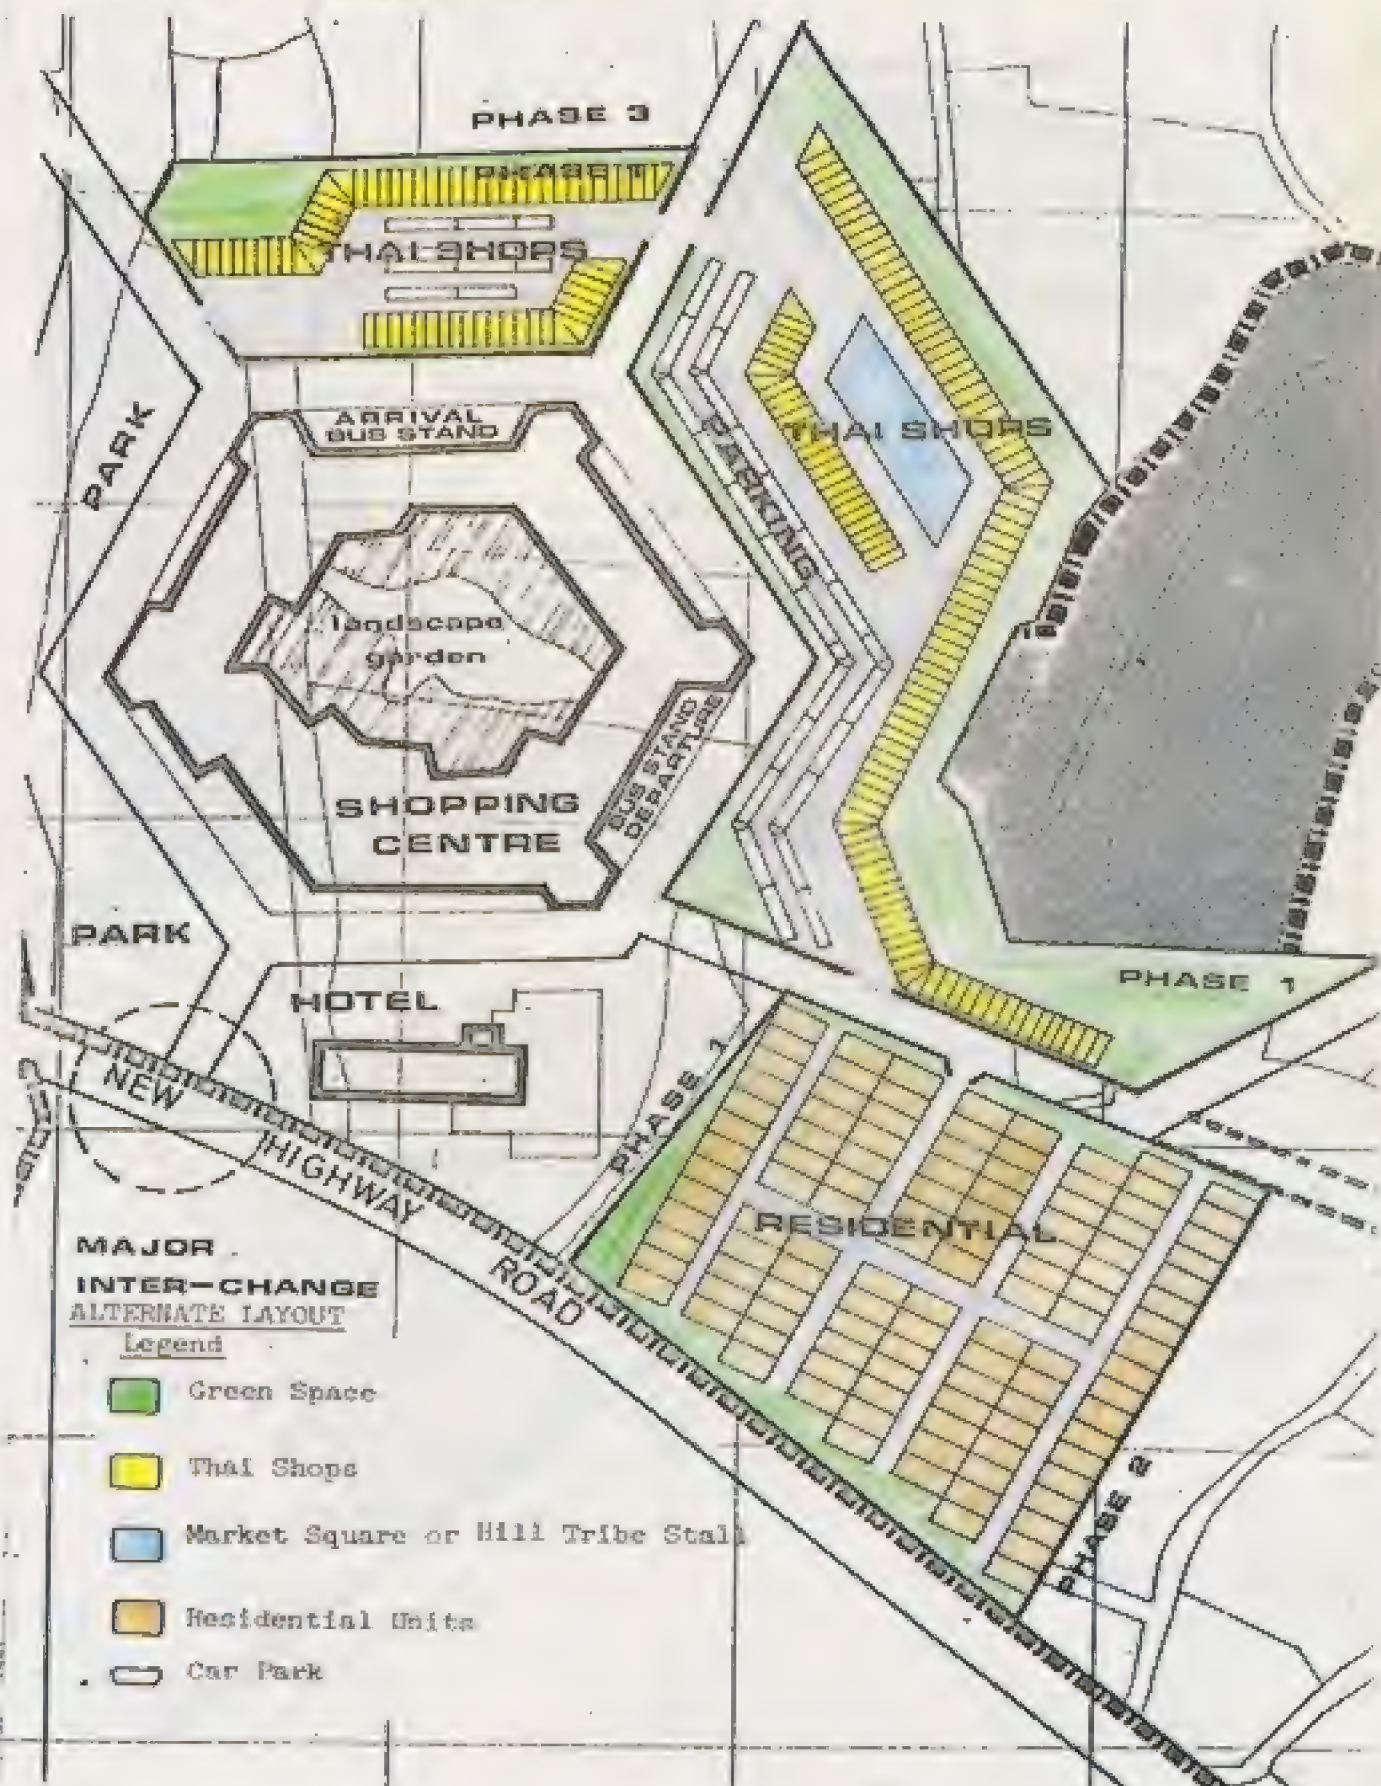 PHASE 3
PHASE 1
THAI SHOPS
ARRIVAL
BUS STAND
PARK
PARKING
THAI SHOPS
landscape
garden
BUS STAND
DEPARTURE
SHOPPING
CENTRE
PARK
HOTEL
PHASE 1
PHASE 1
NEW HIGHWAY ROAD
RESIDENTIAL
PHASE 2
MAJOR
INTER-CHANGE
ALTERNATE LAYOUT
Legend
Green Space
Thai Shops
Market Square or Hill Tribe Stall
Residential Units
Car Park